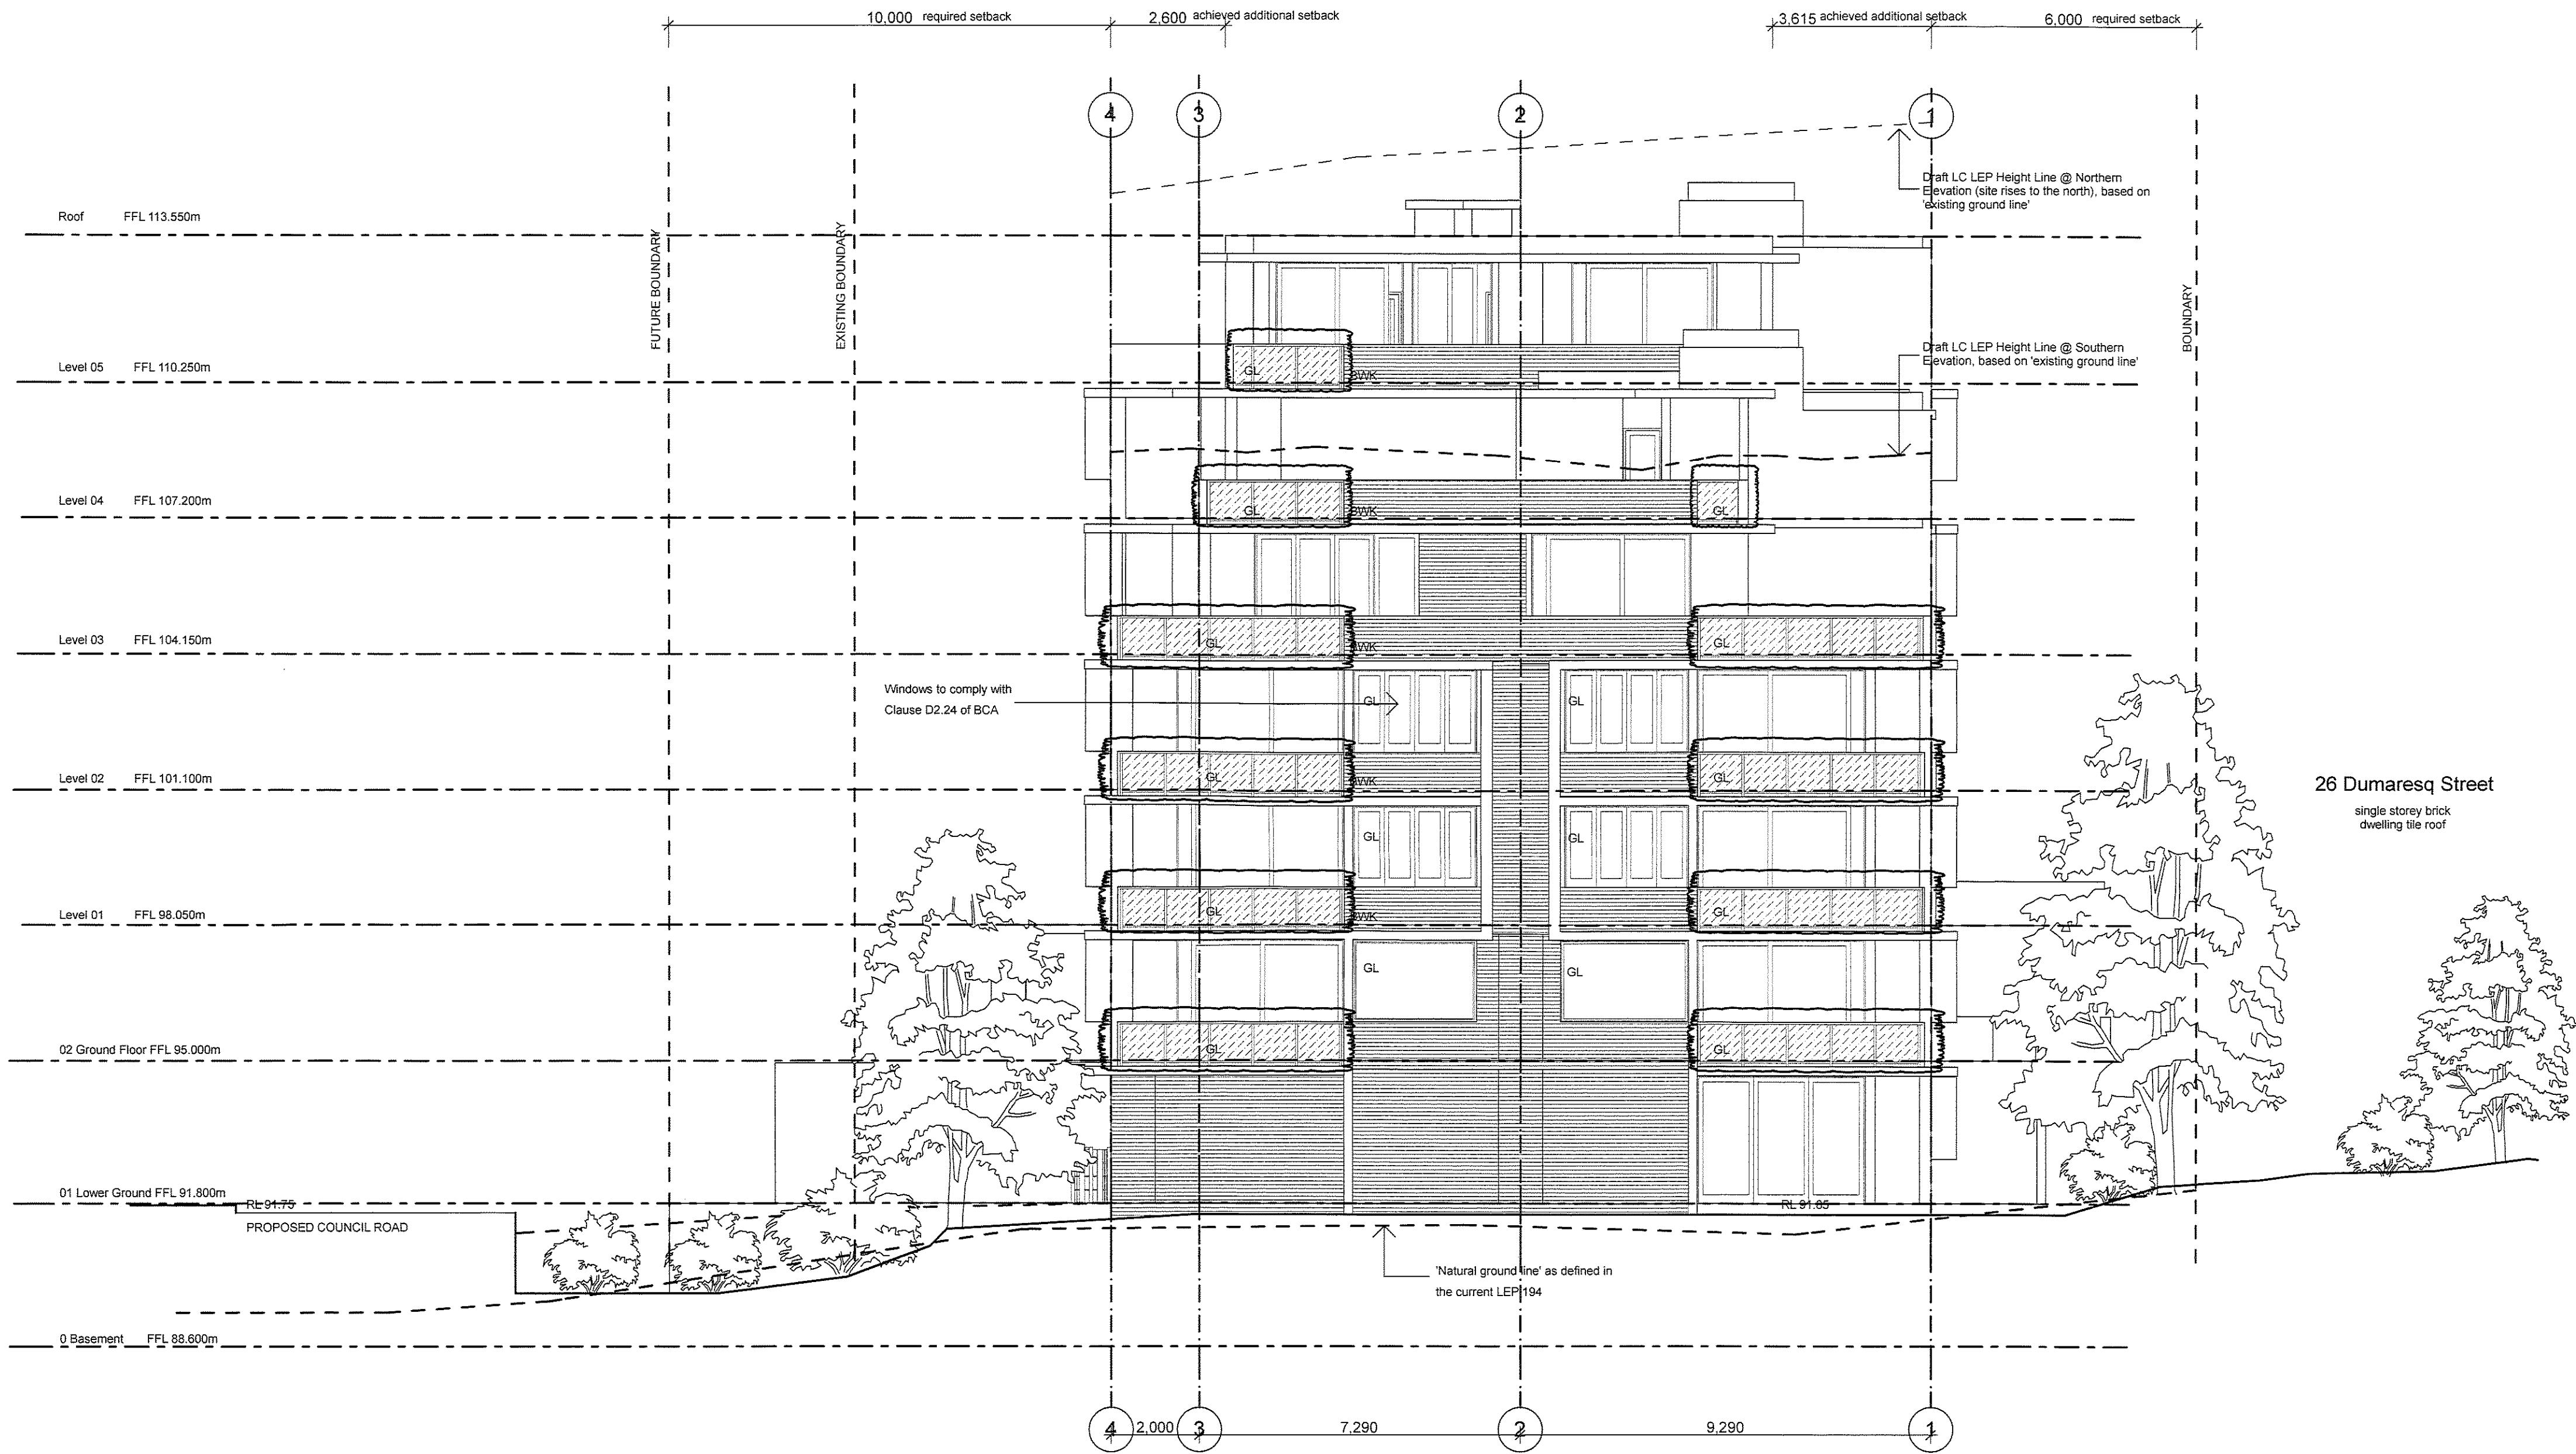 10,000 required setback
2,600 achieved additional setback
3,615 achieved additional setback
6,000 required setback
4
3
2
1
Draft LC LEP Height Line @ Northern
Elevation (site rises to the north), based on
'existing ground line'
Roof FFL 113.550m
FUTURE BOUNDARY
EXISTING BOUNDARY
BOUNDARY
Draft LC LEP Height Line @ Southern
Elevation, based on 'existing ground line'
Level 05 FFL 110.250m
GL
BWK
Level 04 FFL 107.200m
GL
BWK
GL
Level 03 FFL 104.150m
GL
BWK
GL
Windows to comply with
Clause D2.24 of BCA
GL
GL
Level 02 FFL 101.100m
GL
BWK
GL
26 Dumaresq Street
single storey brick
dwelling tile roof
GL
GL
Level 01 FFL 98.050m
GL
BWK
GL
GL
GL
02 Ground Floor FFL 95.000m
GL
GL
01 Lower Ground FFL 91.800m
RL 91.75
RL 91.65
PROPOSED COUNCIL ROAD
'Natural ground line' as defined in
the current LEP 194
0 Basement FFL 88.600m
4
2,000
3
7,290
2
9,290
1